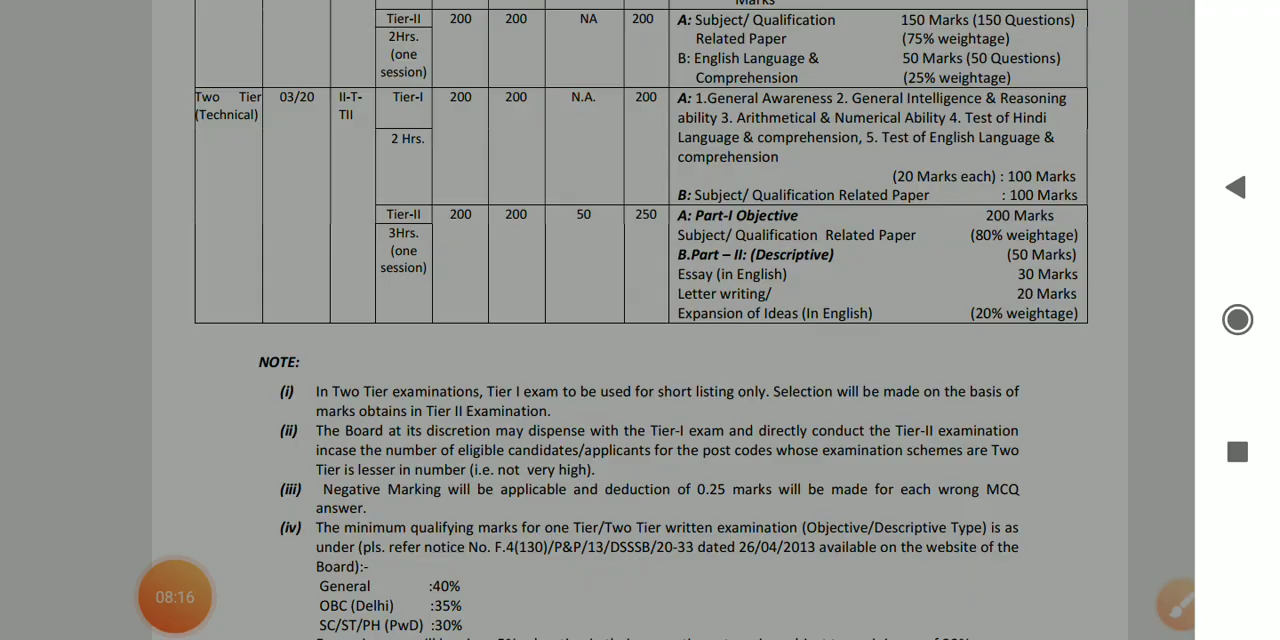 Marks
Tier-II 200 200 NA 200 A: Subject/ Qualification 150 Marks (150 Questions)
2Hrs. Related Paper (75% weightage)
(one B: English Language & 50 Marks (50 Questions)
session) Comprehension (25% weightage)
Two Tier 03/20 II-T- Tier-I 200 200 N.A. 200 A: 1.General Awareness 2. General Intelligence & Reasoning
(Technical) TII ability 3. Arithmetical & Numerical Ability 4. Test of Hindi
2 Hrs. Language & comprehension, 5. Test of English Language &
comprehension
(20 Marks each) : 100 Marks
B: Subject/ Qualification Related Paper : 100 Marks
Tier-II 200 200 50 250 A: Part-I Objective 200 Marks
3Hrs. Subject/ Qualification Related Paper (80% weightage)
(one B.Part – II: (Descriptive) (50 Marks)
session) Essay (in English) 30 Marks
Letter writing/ 20 Marks
Expansion of Ideas (In English) (20% weightage)
NOTE:
(i) In Two Tier examinations, Tier I exam to be used for short listing only. Selection will be made on the basis of
marks obtains in Tier II Examination.
(ii) The Board at its discretion may dispense with the Tier-I exam and directly conduct the Tier-II examination
incase the number of eligible candidates/applicants for the post codes whose examination schemes are Two
Tier is lesser in number (i.e. not very high).
(iii) Negative Marking will be applicable and deduction of 0.25 marks will be made for each wrong MCQ
answer.
(iv) The minimum qualifying marks for one Tier/Two Tier written examination (Objective/Descriptive Type) is as
under (pls. refer notice No. F.4(130)/P&P/13/DSSSB/20-33 dated 26/04/2013 available on the website of the
Board):-
General :40%
OBC (Delhi) :35%
SC/ST/PH (PwD) :30%
08:16